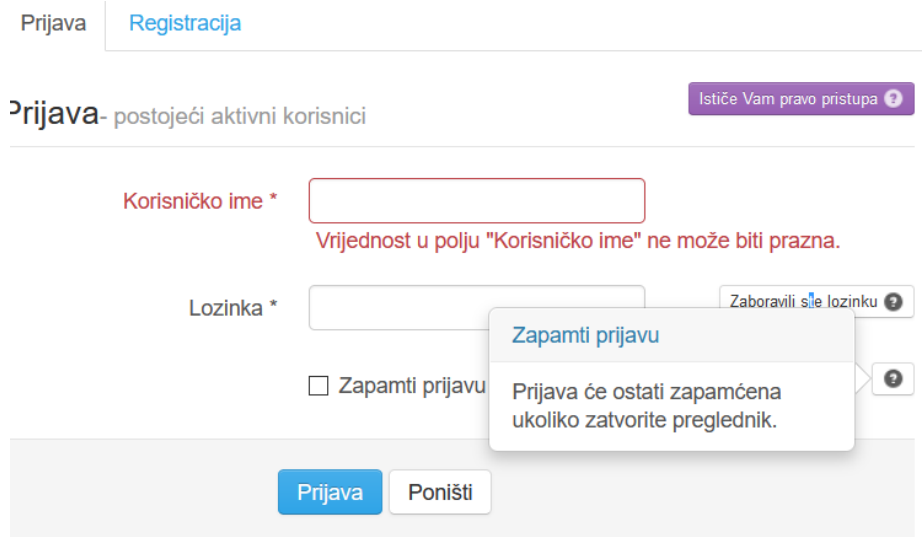 Prijava Registracija
Prijava- postojeći aktivni korisnici
Ističe Vam pravo pristupa ?
Korisničko ime *
Vrijednost u polju "Korisničko ime" ne može biti prazna.
Lozinka *
Zaboravili ste lozinku ?
Zapamti prijavu
Prijava će ostati zapamćena
ukoliko zatvorite preglednik.
Zapamti prijavu
?
Prijava Poništi